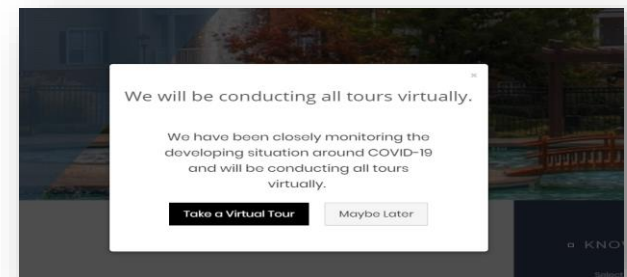 ×
We will be conducting all tours virtually.
We have been closely monitoring the
developing situation around COVID-19
and will be conducting all tours
virtually.
Take a Virtual Tour
Maybe Later
KNO
Select